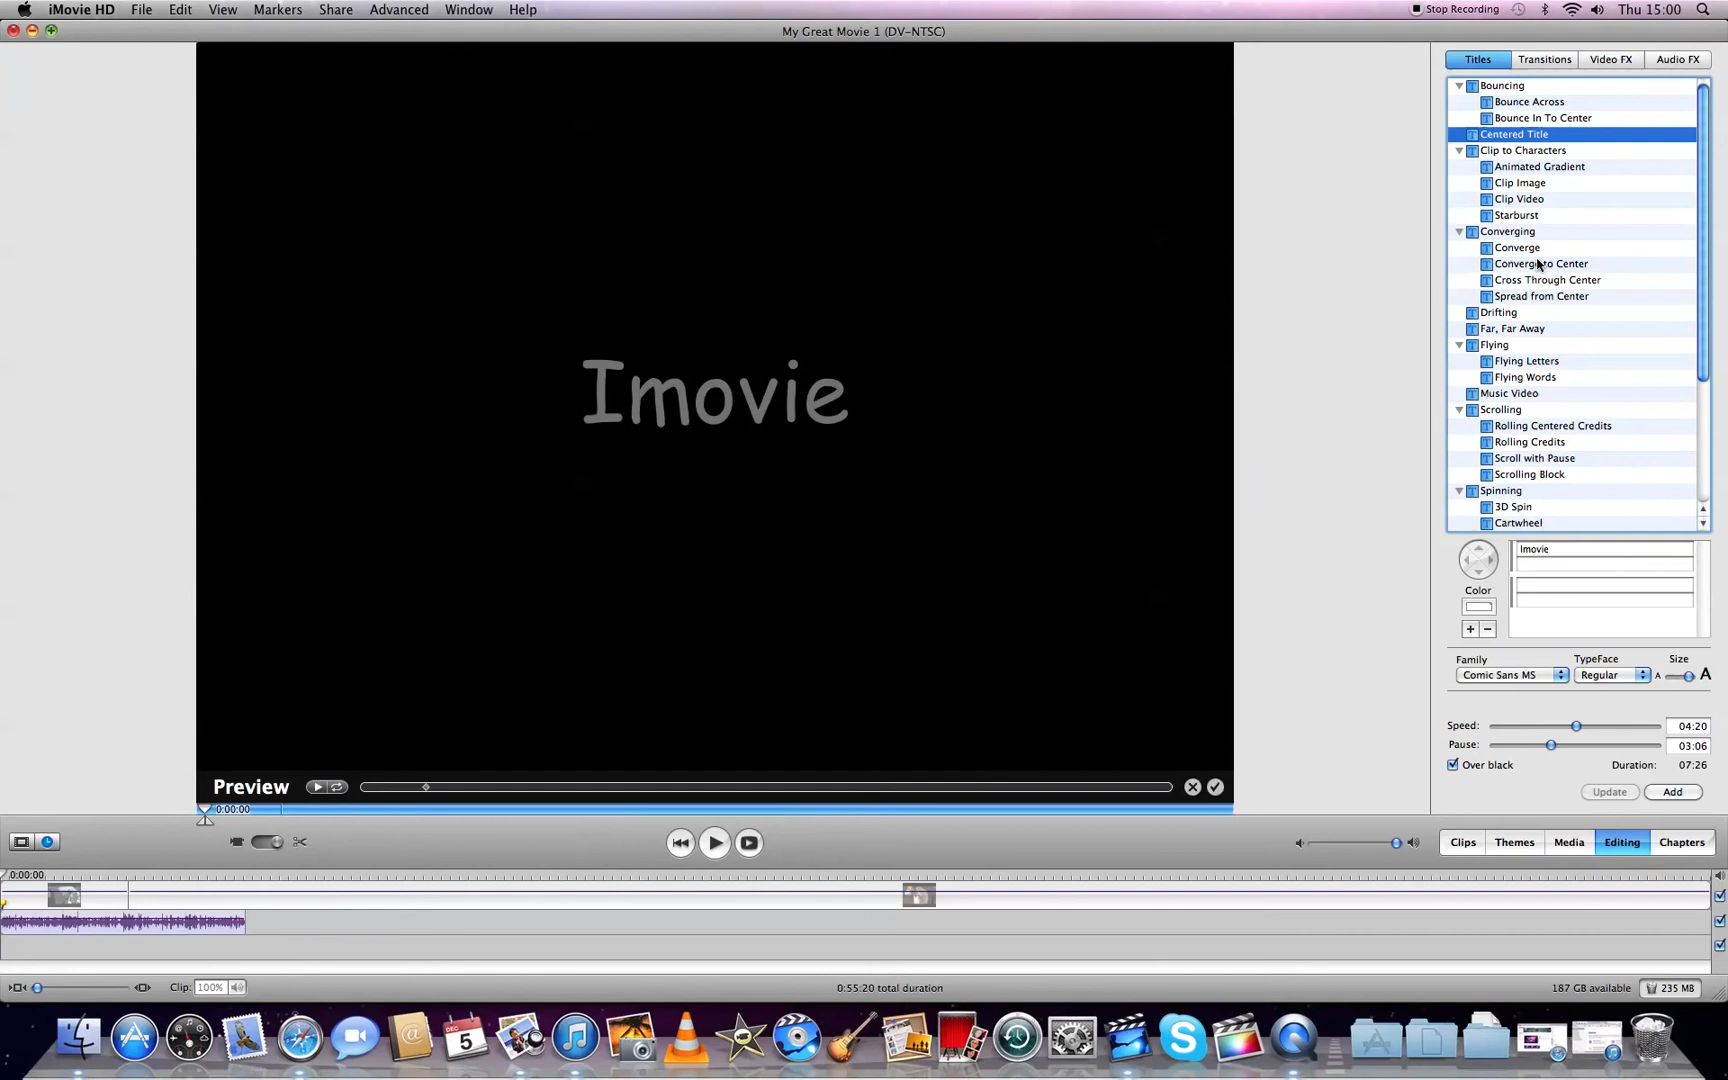 iMovie HD File Edit View Markers Share Advanced Window Help Stop Recording Thu 15:00
My Great Movie 1 (DV-NTSC)
Titles Transitions Video FX Audio FX
Bouncing
Bounce Across
Bounce In To Center
Centered Title
Clip to Characters
Animated Gradient
Clip Image
Clip Video
Starburst
Converging
Converge
Converge to Center
Cross Through Center
Spread from Center
Drifting
Far, Far Away
Flying
Flying Letters
Flying Words
Music Video
Scrolling
Rolling Centered Credits
Rolling Credits
Scroll with Pause
Scrolling Block
Spinning
3D Spin
Cartwheel
Imovie
Imovie
Color
Family TypeFace Size
Comic Sans MS Regular A A
Speed: 04:20
Pause: 03:06
Over black Duration: 07:26
Update Add
Preview
0:00:00
Clips Themes Media Editing Chapters
0:00:00
Clip: 100% 0:55:20 total duration 187 GB available 235 MB
DEC
5